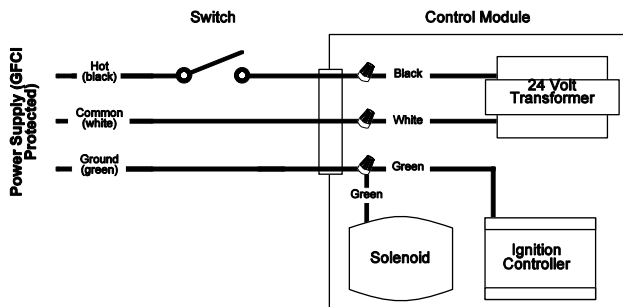 Switch
Control Module
Power Supply (GFCI
Protected)
Hot
(black)
Black
24 Volt
Transformer
Common
(white)
White
Ground
(green)
Green
Green
Solenoid
Ignition
Controller